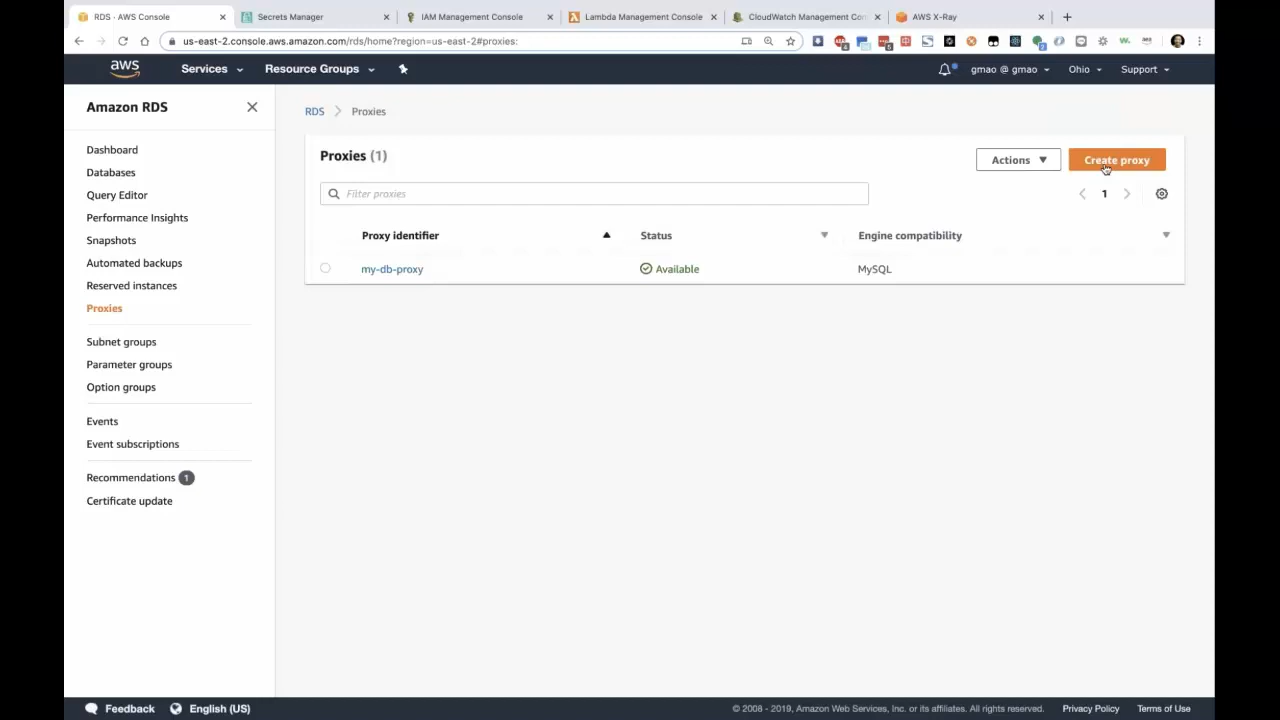 RDS · AWS Console
Secrets Manager
IAM Management Console
Lambda Management Console
CloudWatch Management Con
AWS X-Ray
us-east-2.console.aws.amazon.com/rds/home?region=us-east-2#proxies:
aws
Services
Resource Groups
gmao @ gmao
Ohio
Support
Amazon RDS
Dashboard
Databases
Query Editor
Performance Insights
Snapshots
Automated backups
Reserved instances
Proxies
Subnet groups
Parameter groups
Option groups
Events
Event subscriptions
Recommendations 1
Certificate update
RDS
Proxies
Proxies (1)
Actions
Create proxy
Filter proxies
1
Proxy identifier
Status
Engine compatibility
my-db-proxy
Available
MySQL
Feedback
English (US)
© 2008 - 2019, Amazon Web Services, Inc. or its affiliates. All rights reserved.
Privacy Policy
Terms of Use